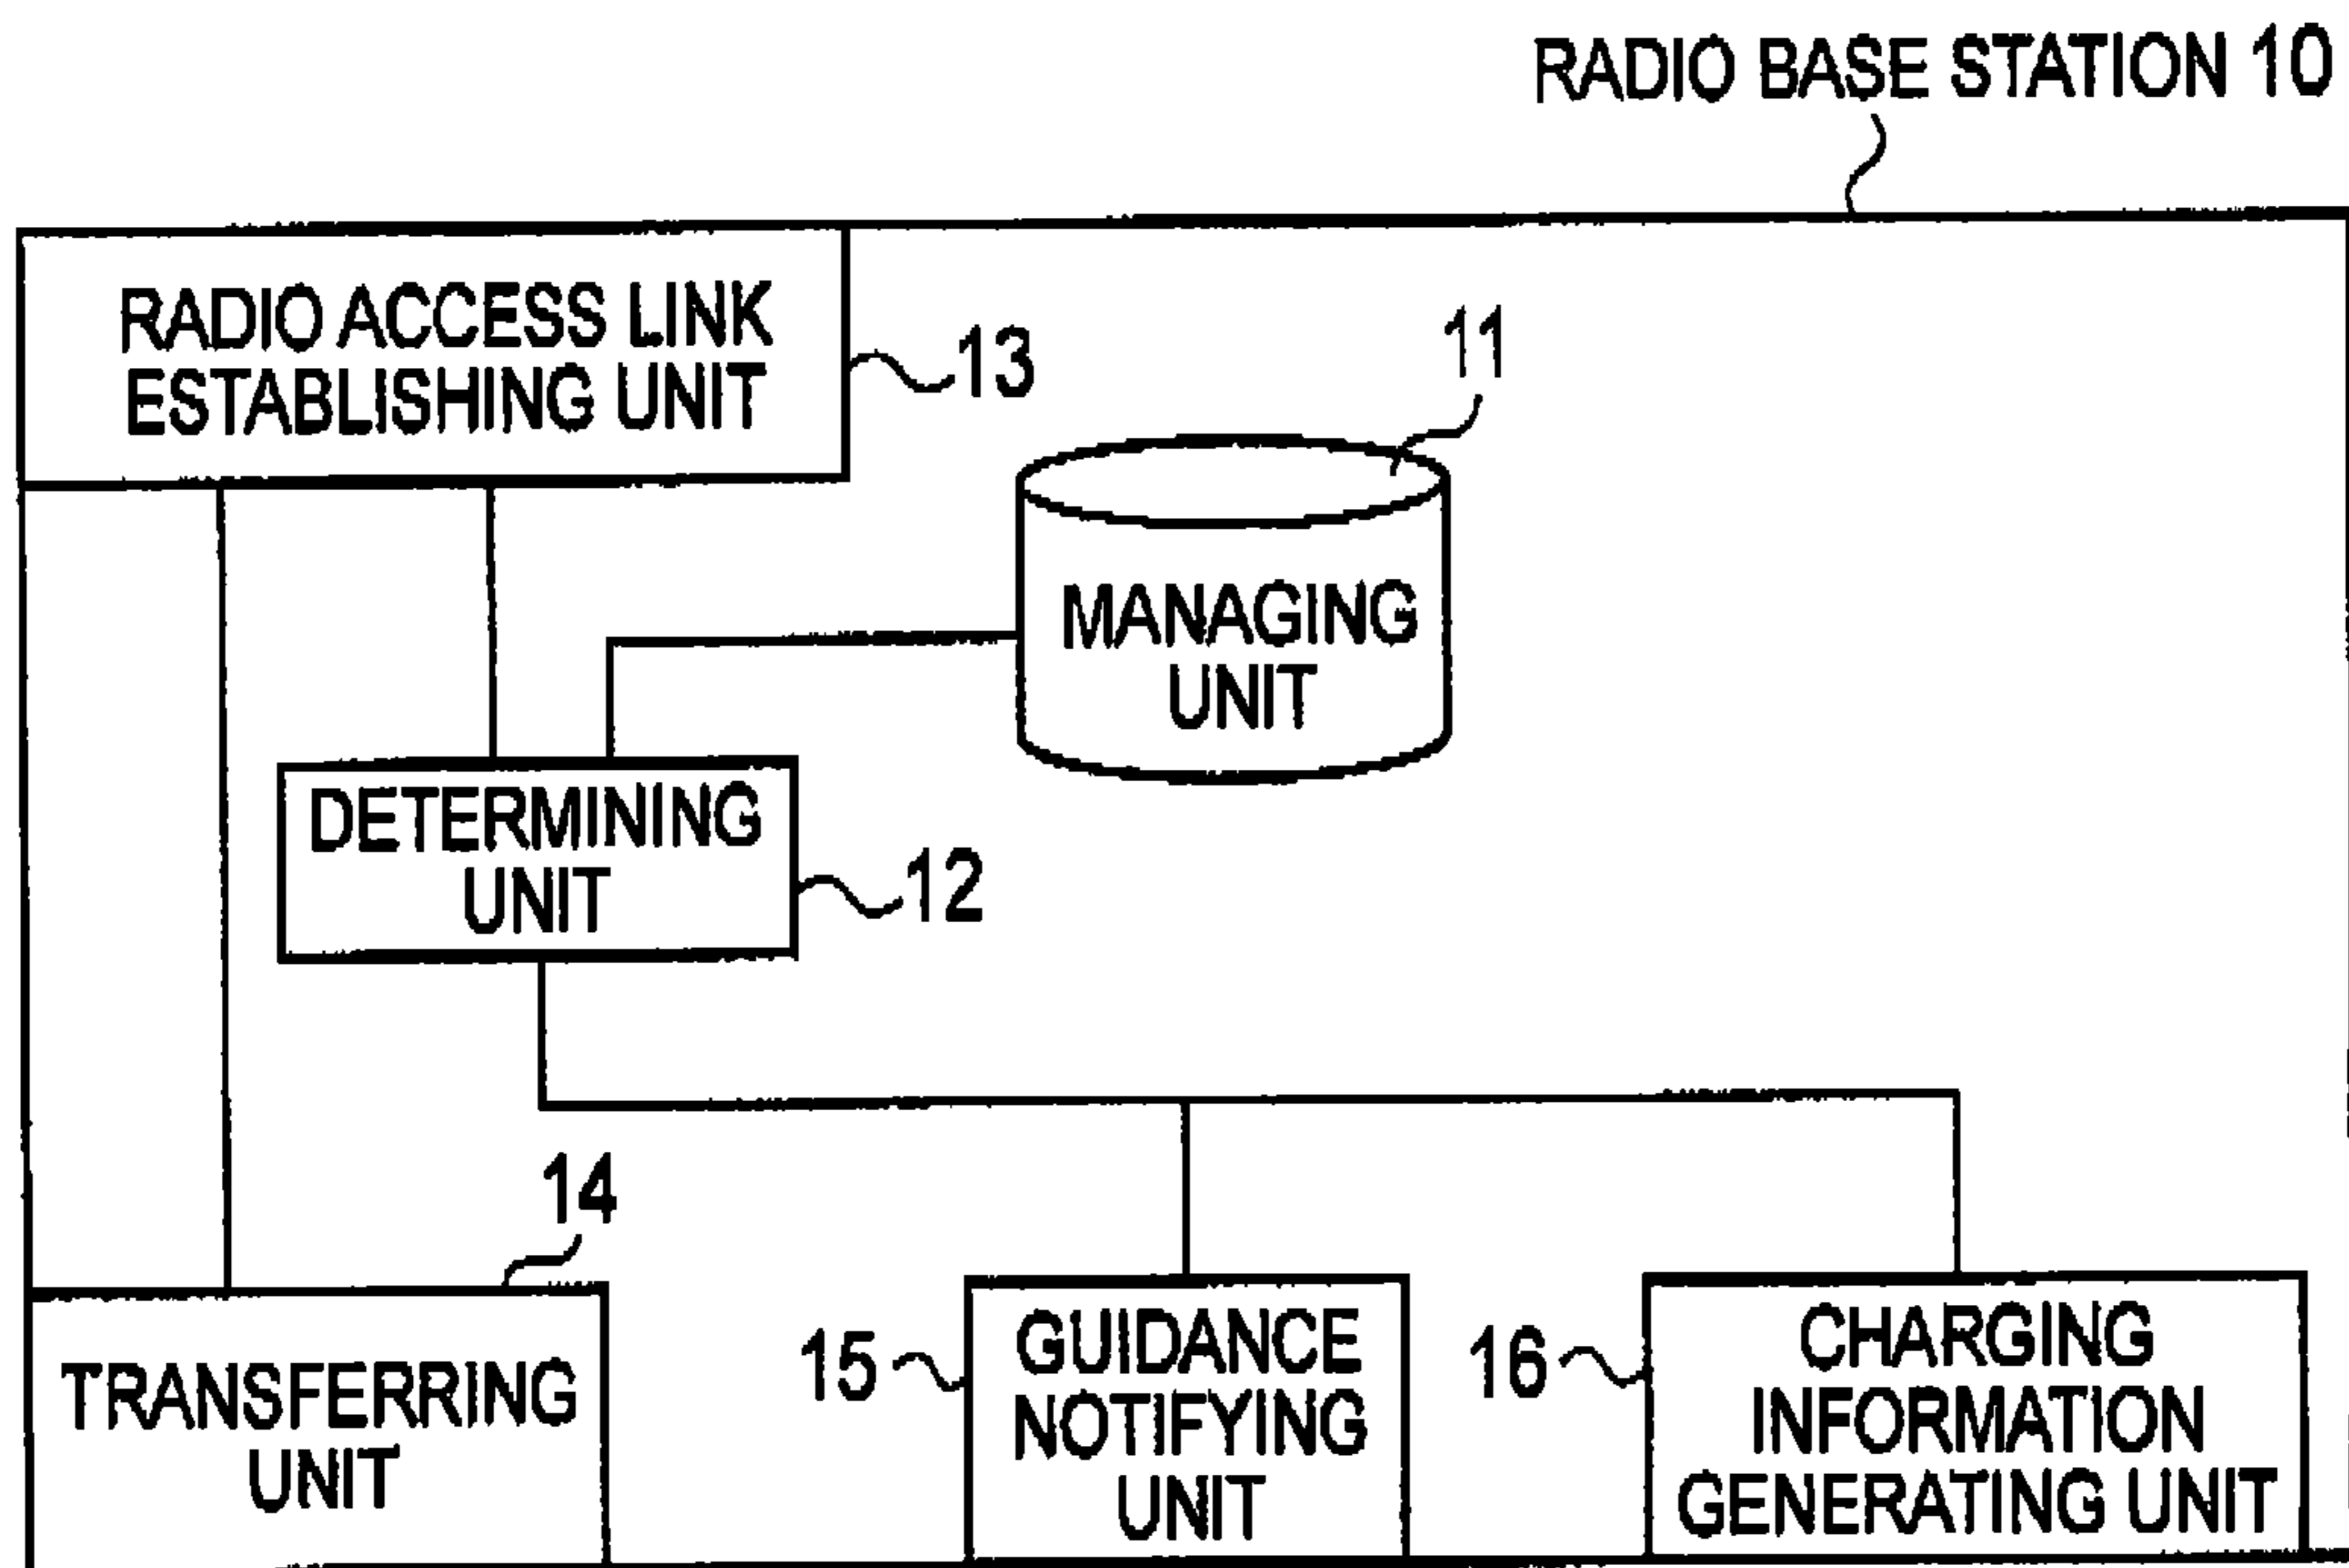 RADIO BASE STATION 10
RADIO ACCESS LINK
ESTABLISHING UNIT
13
11
MANAGING
UNIT
DETERMINING
UNIT
12
14
TRANSFERRING
UNIT
15
GUIDANCE
NOTIFYING
UNIT
16
CHARGING
INFORMATION
GENERATING UNIT